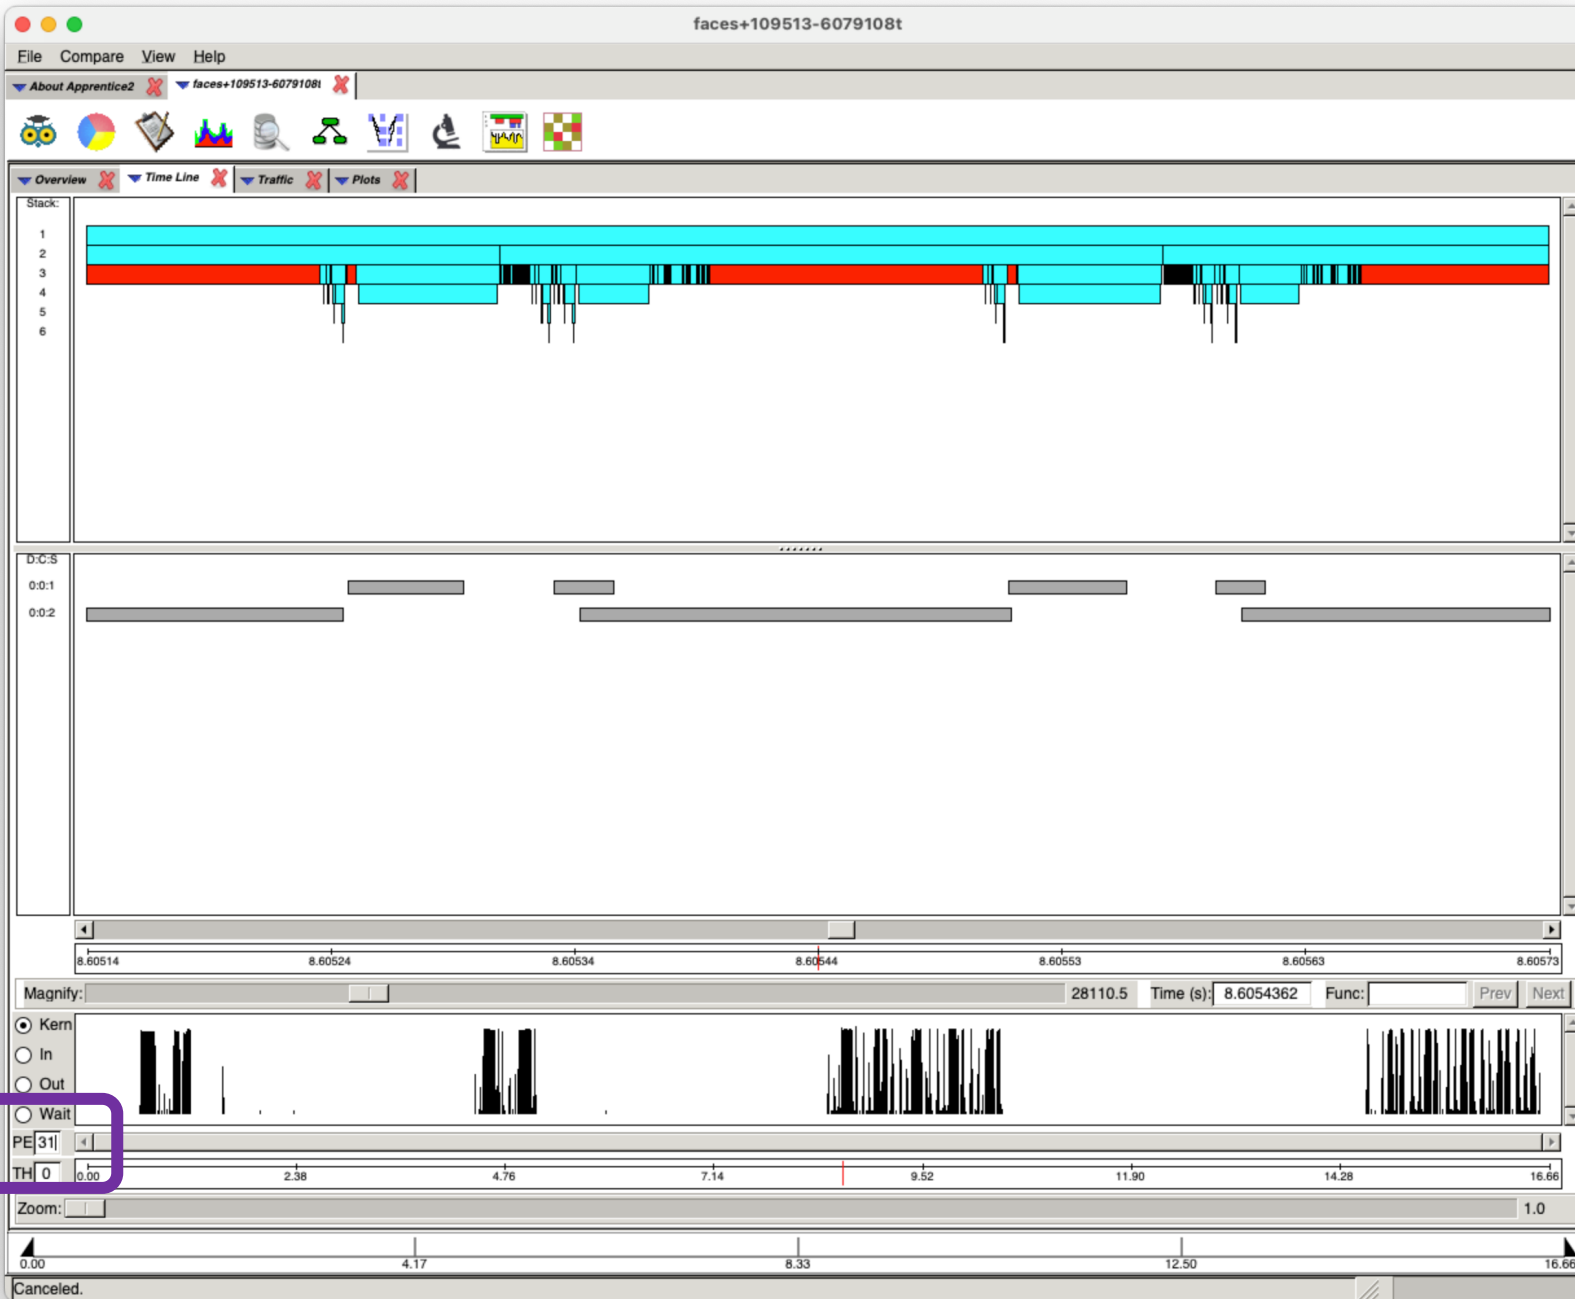 faces+109513-6079108t
File Compare View Help
About Apprentice2 faces+109513-6079108t
Overview Time Line Traffic Plots
Stack:
1
2
3
4
5
6
D:C:S
0:0:1
0:0:2
8.60514 8.60524 8.60534 8.60544 8.60553 8.60563 8.60573
Magnify: 28110.5 Time (s): 8.6054362 Func: Prev Next
Kern
In
Out
Wait
PE 31
TH 0 0.00 2.38 4.76 7.14 9.52 11.90 14.28 16.66
Zoom: 1.0
0.00 4.17 8.33 12.50 16.66
Canceled.